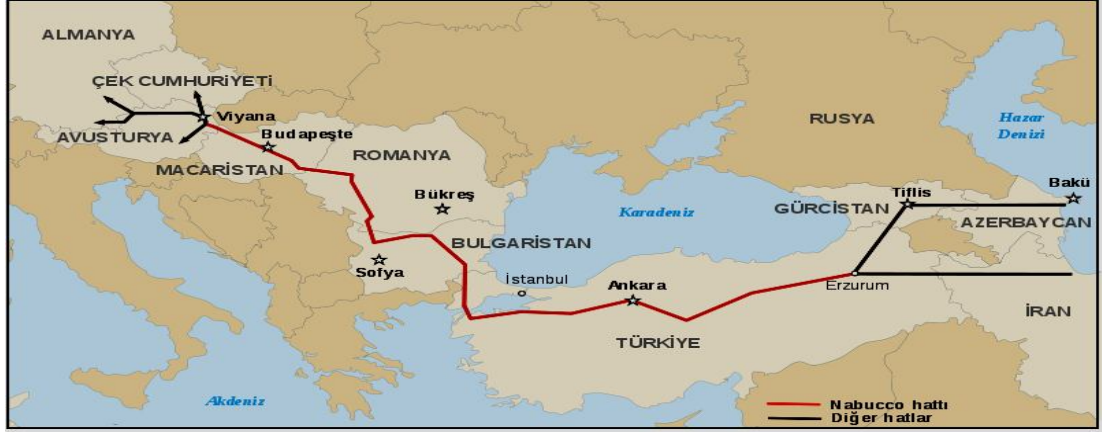 ALMANYA
ÇEK CUMHURİYETİ
Viyana
AVUSTURYA
Budapeşte
MACARİSTAN
ROMANYA
Bükreş
BULGARİSTAN
Sofya
İstanbul
Ankara
TÜRKİYE
Karadeniz
RUSYA
Hazar
Denizi
Tiflis
GÜRCİSTAN
Bakü
AZERBAYCAN
Erzurum
İRAN
Akdeniz
Nabucco hattı
Diğer hatlar